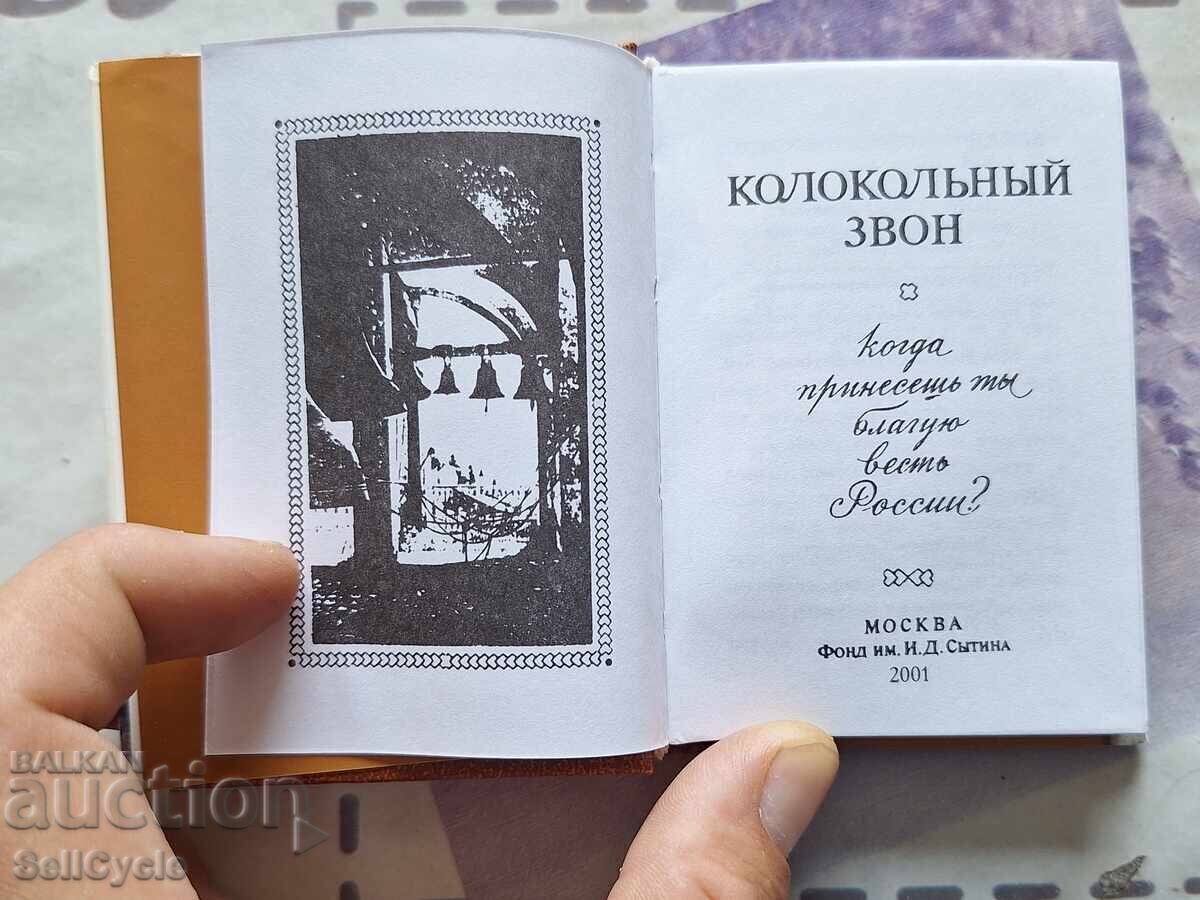 КОЛОКОЛЬНЫЙ
ЗВОН
когда
принесешь ты
благую
весть
России?
МОСКВА
Фонд им. И.Д. Сытина
2001
BALKAN
auction
SellCycle